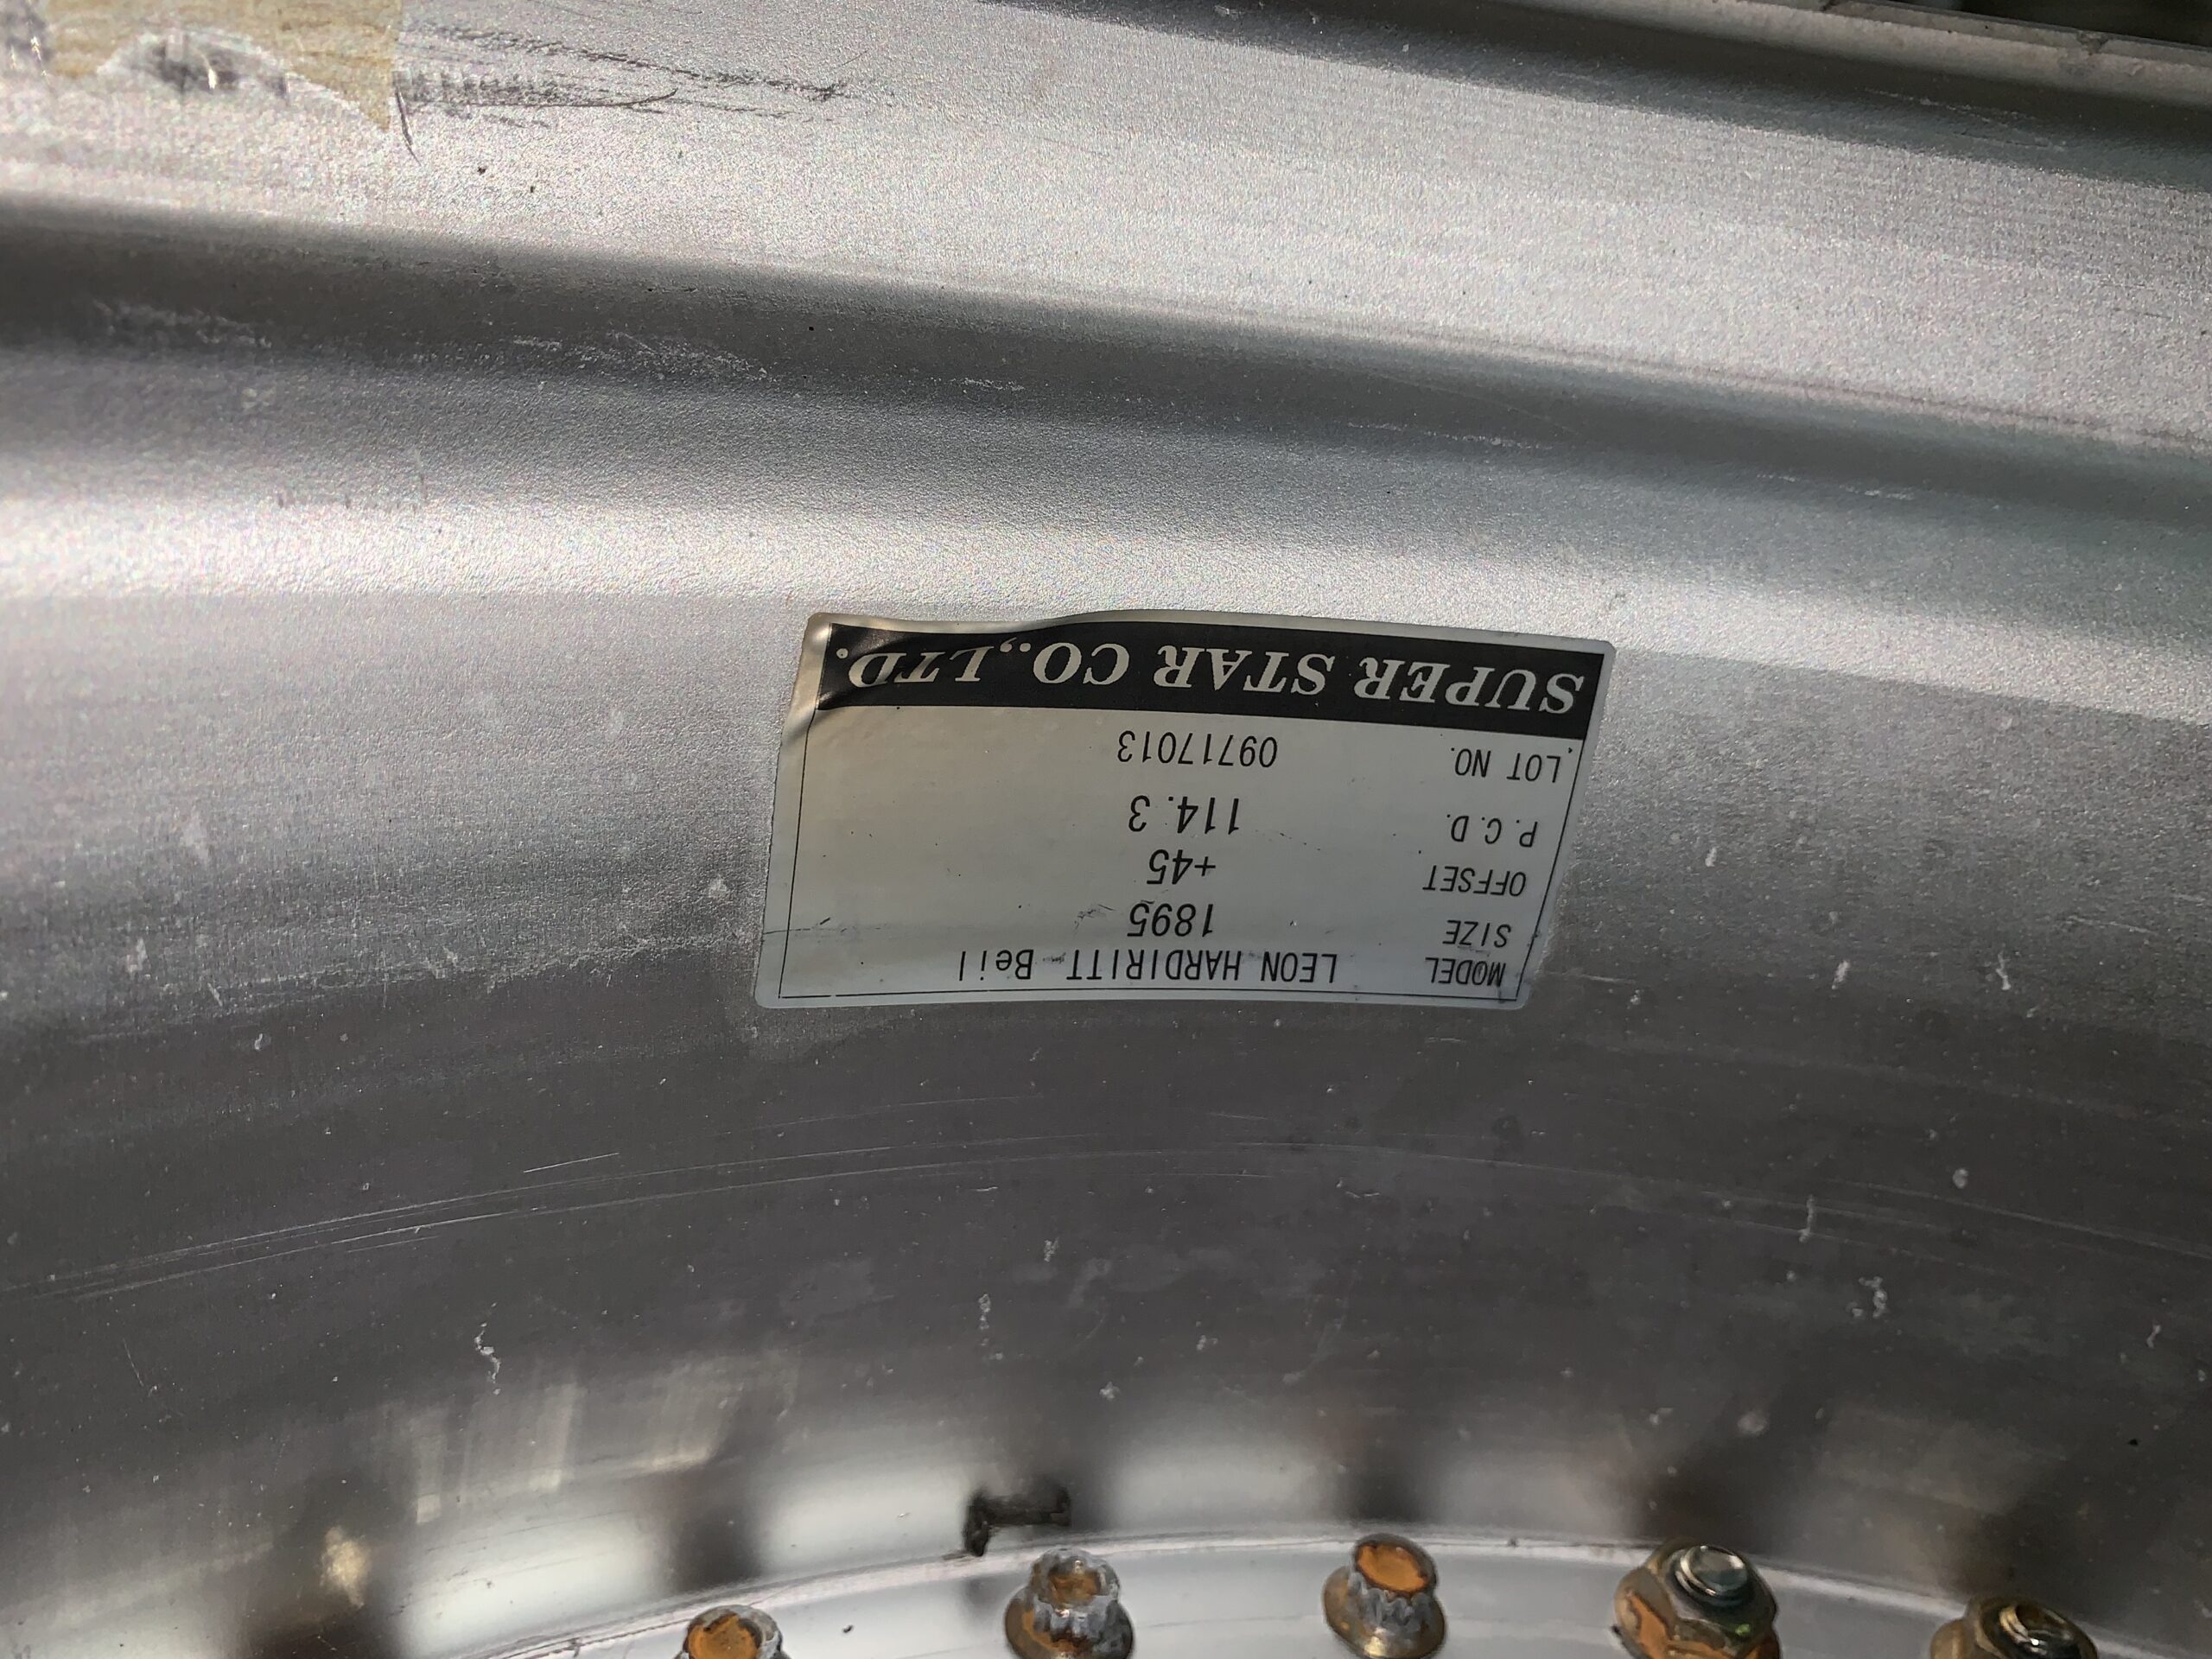 MODEL LEON HARDIRITT Beil
SIZE 1895
OFFSET +45
P.C.D. 114.3
LOT NO. 09717013
SUPER STAR CO.,LTD.